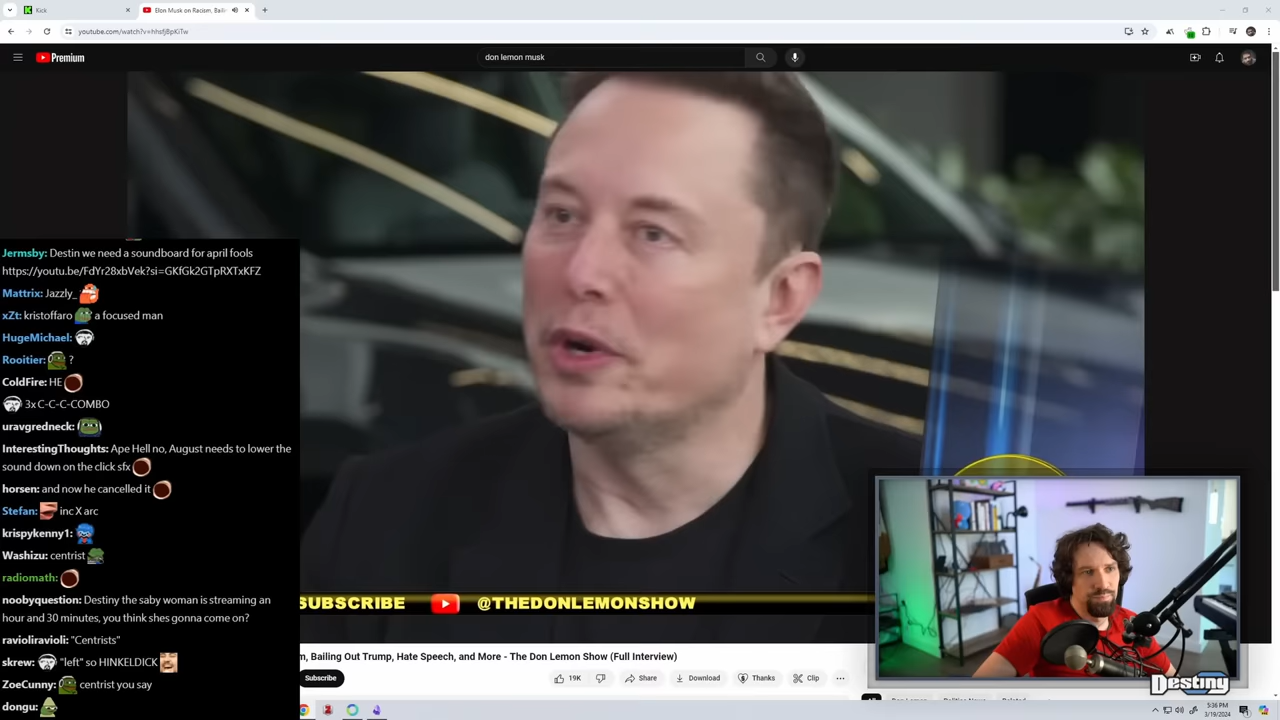 Kick
Elon Musk on Racism, Baili
youtube.com/watch?v=hhsfjBpKiTw
Premium
don lemon musk
Jermsby: Destin we need a soundboard for april fools
https://youtu.be/FdYr28xbVek?si=GKfGk2GTpRXTxKFZ
Mattrix: Jazzly_
xZt: kristoffaro a focused man
HugeMichael:
Rooitier: ?
ColdFire: HE
3x C-C-C-COMBO
uravgredneck:
InterestingThoughts: Ape Hell no, August needs to lower the
sound down on the click sfx
horsen: and now he cancelled it
Stefan: inc X arc
krispykenny1:
Washizu: centrist
radiomath:
noobyquestion: Destiny the saby woman is streaming an
hour and 30 minutes, you think shes gonna come on?
ravioliravioli: "Centrists"
skrew: "left" so HINKELDICK
ZoeCunny: centrist you say
dongu:
SUBSCRIBE @THEDONLEMONSHOW
m, Bailing Out Trump, Hate Speech, and More - The Don Lemon Show (Full Interview)
Subscribe
19K
Share
Download
Thanks
Clip
Destiny
5:36 PM
3/19/2024